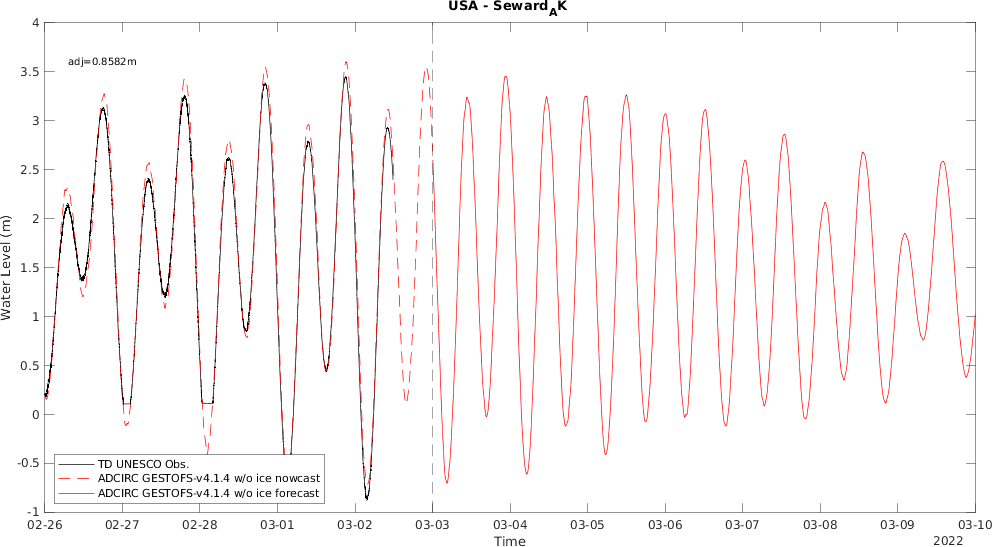 USA - Seward_AK
adj=0.8582m
Water Level (m)
4
3.5
3
2.5
2
1.5
1
0.5
0
-0.5
-1
TD UNESCO Obs.
ADCIRC GESTOFS-v4.1.4 w/o ice nowcast
ADCIRC GESTOFS-v4.1.4 w/o ice forecast
02-26 02-27 02-28 03-01 03-02 03-03 03-04 03-05 03-06 03-07 03-08 03-09 03-10
Time
2022